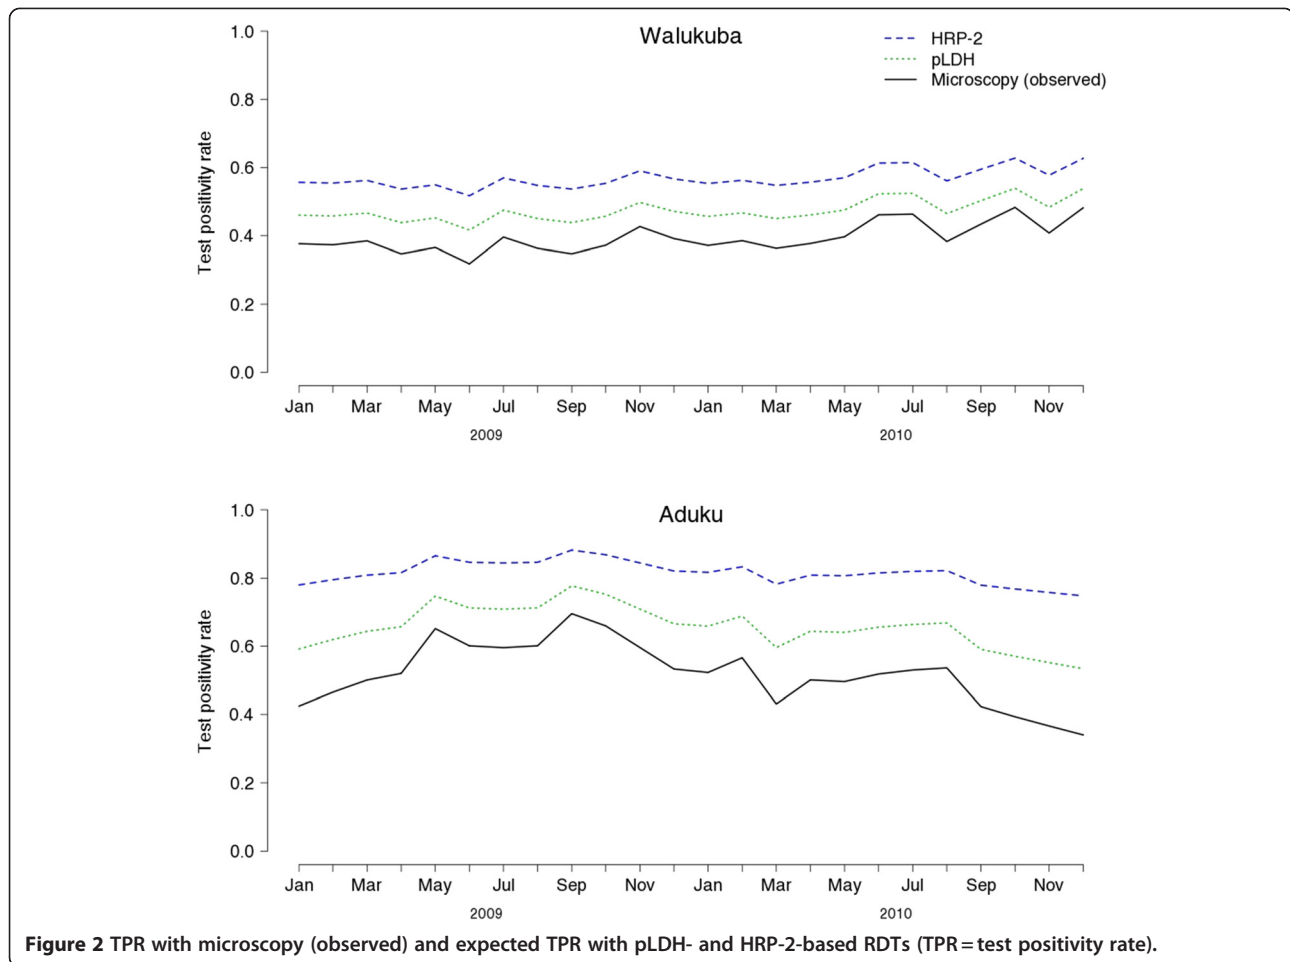 Walukuba
HRP-2
pLDH
Microscopy (observed)
Test positivity rate
1.0
0.8
0.6
0.4
0.2
0.0
Jan Mar May Jul Sep Nov Jan Mar May Jul Sep Nov
2009 2010
Aduku
Test positivity rate
1.0
0.8
0.6
0.4
0.2
0.0
Jan Mar May Jul Sep Nov Jan Mar May Jul Sep Nov
2009 2010
Figure 2 TPR with microscopy (observed) and expected TPR with pLDH- and HRP-2-based RDTs (TPR = test positivity rate).